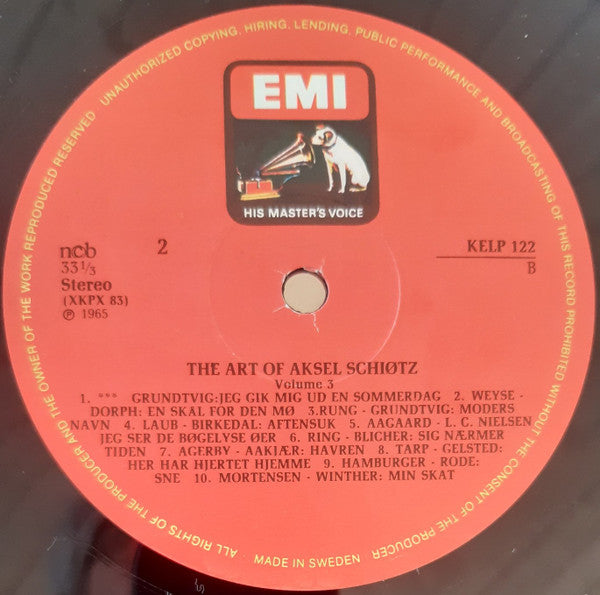 ALL RIGHTS OF THE PRODUCER AND THE OWNER OF THE WORK REPRODUCED RESERVED. UNAUTHORIZED COPYING, HIRING, LENDING, PUBLIC PERFORMANCE AND BROADCASTING OF THIS RECORD PROHIBITED WITHOUT THE CONSENT OF THE PRODUCER
EMI
HIS MASTER'S VOICE
ncb
33 1/3
Stereo
(XKPX 83)
℗ 1965
2
KELP 122
B
THE ART OF AKSEL SCHIØTZ
Volume 3
1. *** GRUNDTVIG:JEG GIK MIG UD EN SOMMERDAG 2. WEYSE -
DORPH: EN SKAL FOR DEN MØ 3.RUNG - GRUNDTVIG: MODERS
NAVN 4. LAUB - BIRKEDAL: AFTENSUK 5. AAGAARD - L. C. NIELSEN
JEG SER DE BØGELYSE ØER 6. RING - BLICHER: SIG NÆRMER
TIDEN 7. AGERBY - AAKJÆR: HAVREN 8. TARP - GELSTED:
HER HAR HJERTET HJEMME 9. HAMBURGER - RODE:
SNE 10. MORTENSEN - WINTHER: MIN SKAT
MADE IN SWEDEN